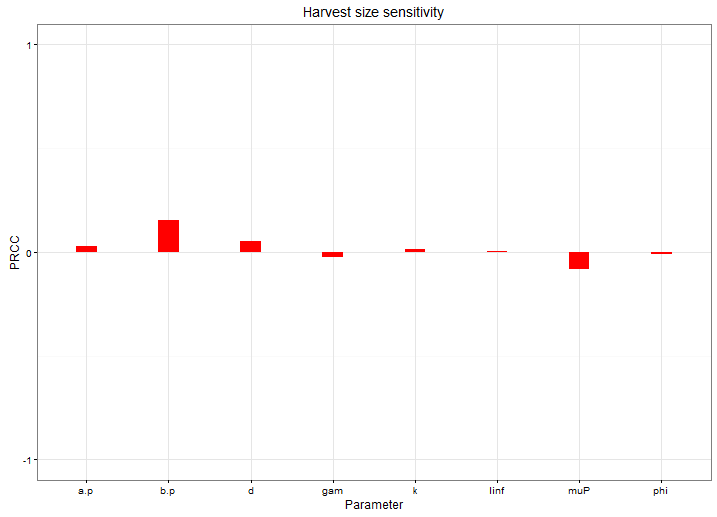 Harvest size sensitivity
1
0
-1
PRCC
a.p b.p d gam k linf muP phi
Parameter